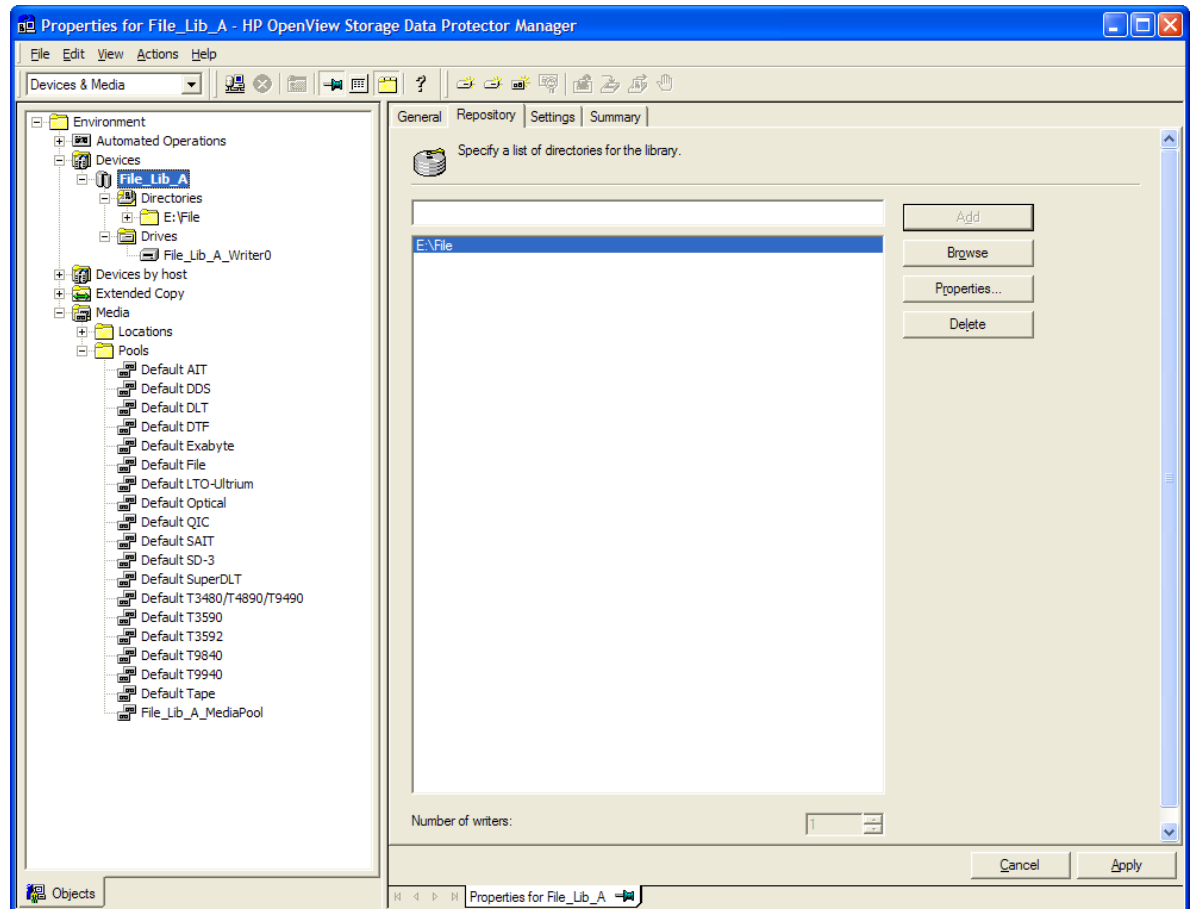 Properties for File_Lib_A - HP OpenView Storage Data Protector Manager
File Edit View Actions Help
Devices & Media
?
Environment
Automated Operations
Devices
File_Lib_A
Directories
E:\File
Drives
File_Lib_A_Writer0
Devices by host
Extended Copy
Media
Locations
Pools
Default AIT
Default DDS
Default DLT
Default DTF
Default Exabyte
Default File
Default LTO-Ultrium
Default Optical
Default QIC
Default SAIT
Default SD-3
Default SuperDLT
Default T3480/T4890/T9490
Default T3590
Default T3592
Default T9840
Default T9940
Default Tape
File_Lib_A_MediaPool
Objects
General Repository Settings Summary
Specify a list of directories for the library.
Add
E:\File
Browse
Properties...
Delete
Number of writers: 1
Cancel Apply
Properties for File_Lib_A